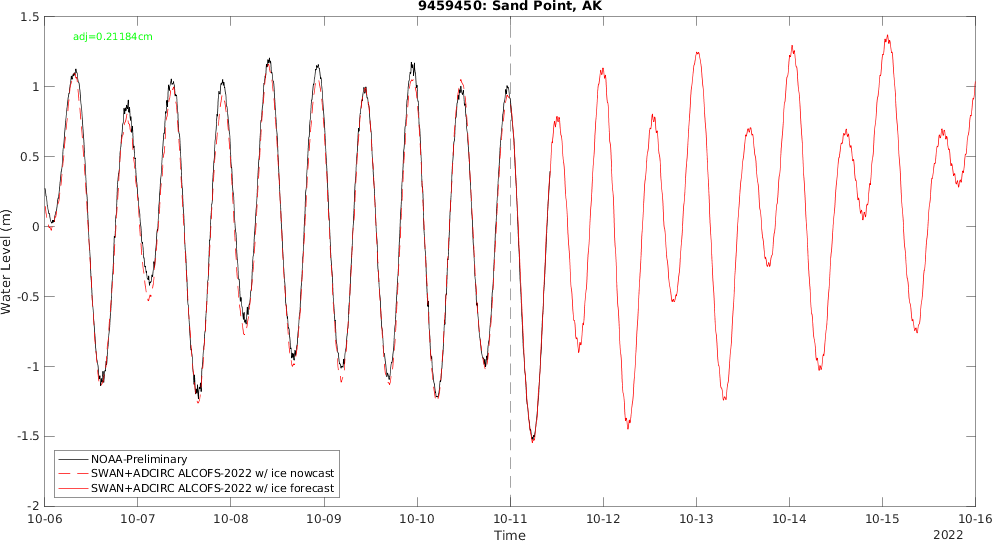 9459450: Sand Point, AK
adj=0.21184cm
Water Level (m)
1.5
1
0.5
0
-0.5
-1
-1.5
-2
NOAA-Preliminary
SWAN+ADCIRC ALCOFS-2022 w/ ice nowcast
SWAN+ADCIRC ALCOFS-2022 w/ ice forecast
10-06 10-07 10-08 10-09 10-10 10-11 10-12 10-13 10-14 10-15 10-16
Time
2022